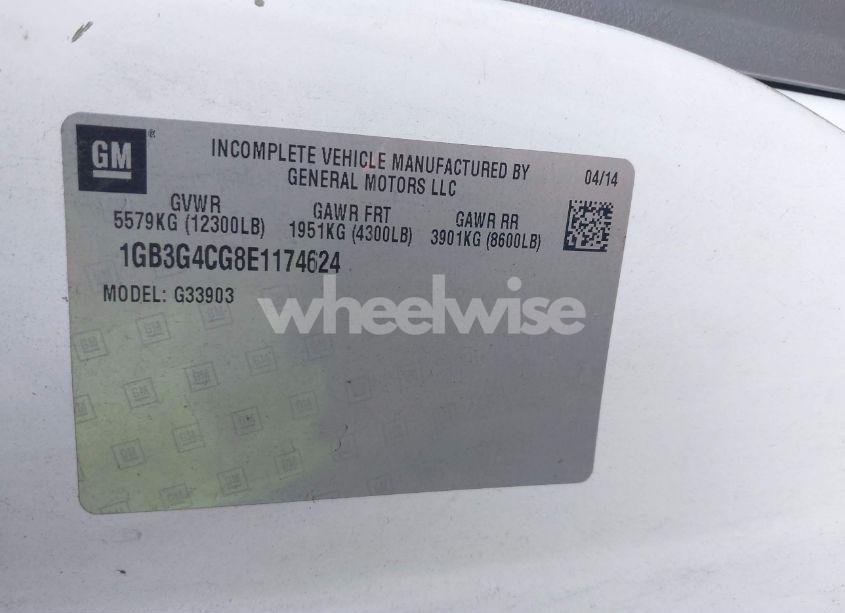 GM
INCOMPLETE VEHICLE MANUFACTURED BY
GENERAL MOTORS LLC
04/14
GVWR
5579KG (12300LB)
GAWR FRT
1951KG (4300LB)
GAWR RR
3901KG (8600LB)
1GB3G4CG8E1174624
MODEL: G33903
wheelwise